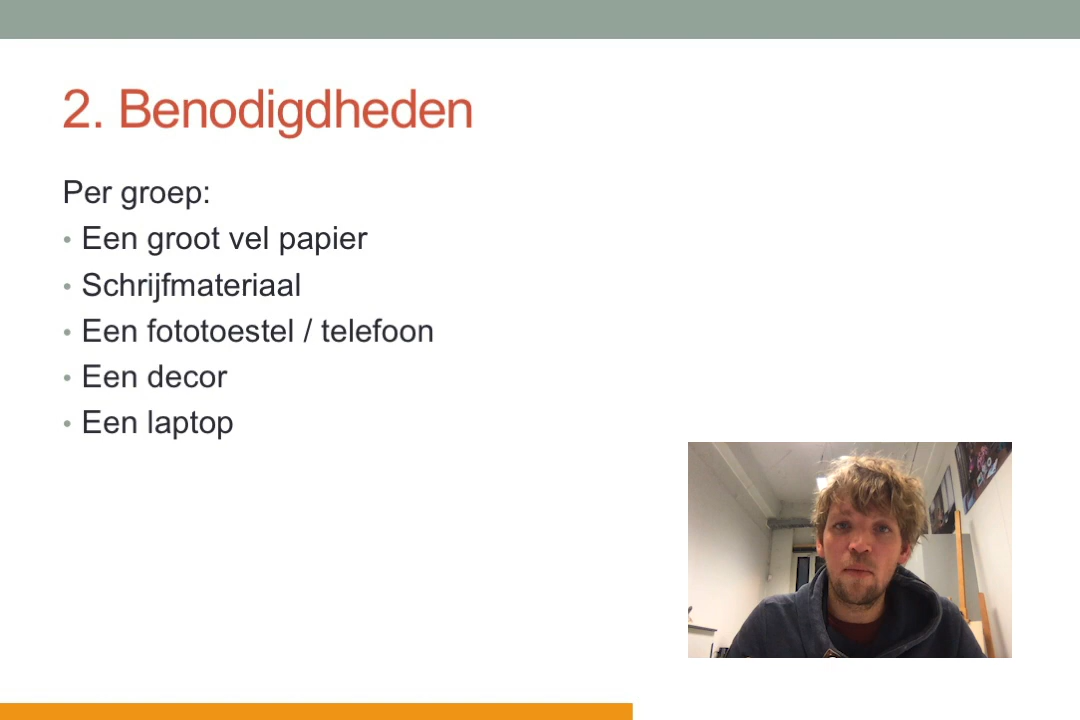 2. Benodigdheden
Per groep:
• Een groot vel papier
• Schrijfmateriaal
• Een fototoestel / telefoon
• Een decor
• Een laptop